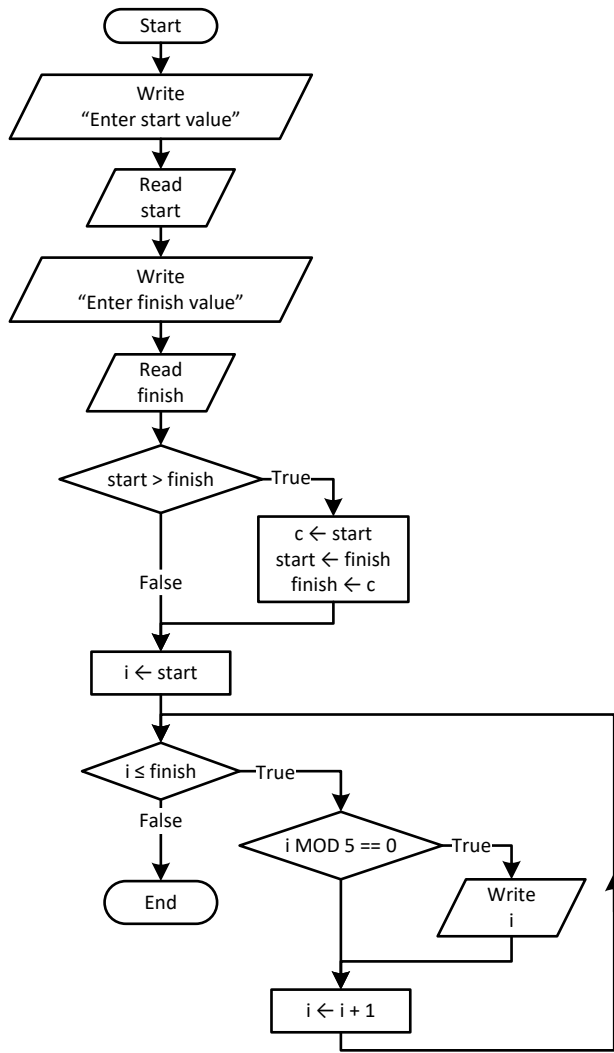 Start
Write
“Enter start value”
Read
start
Write
“Enter finish value”
Read
finish
start > finish
True
c ← start
start ← finish
finish ← c
False
i ← start
i ≤ finish
True
False
i MOD 5 == 0
True
Write
i
End
i ← i + 1